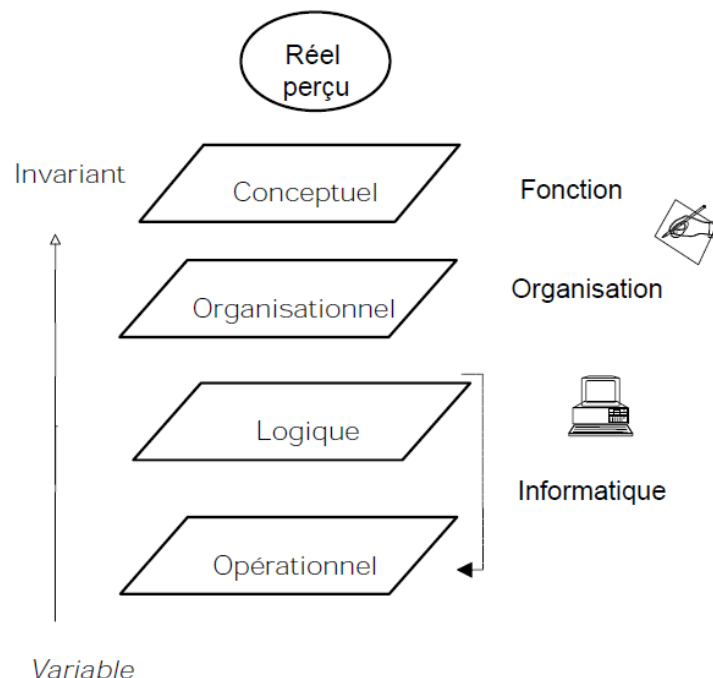 Réel
perçu
Invariant
Conceptuel
Fonction
Organisationnel
Organisation
Logique
Informatique
Opérationnel
Variable